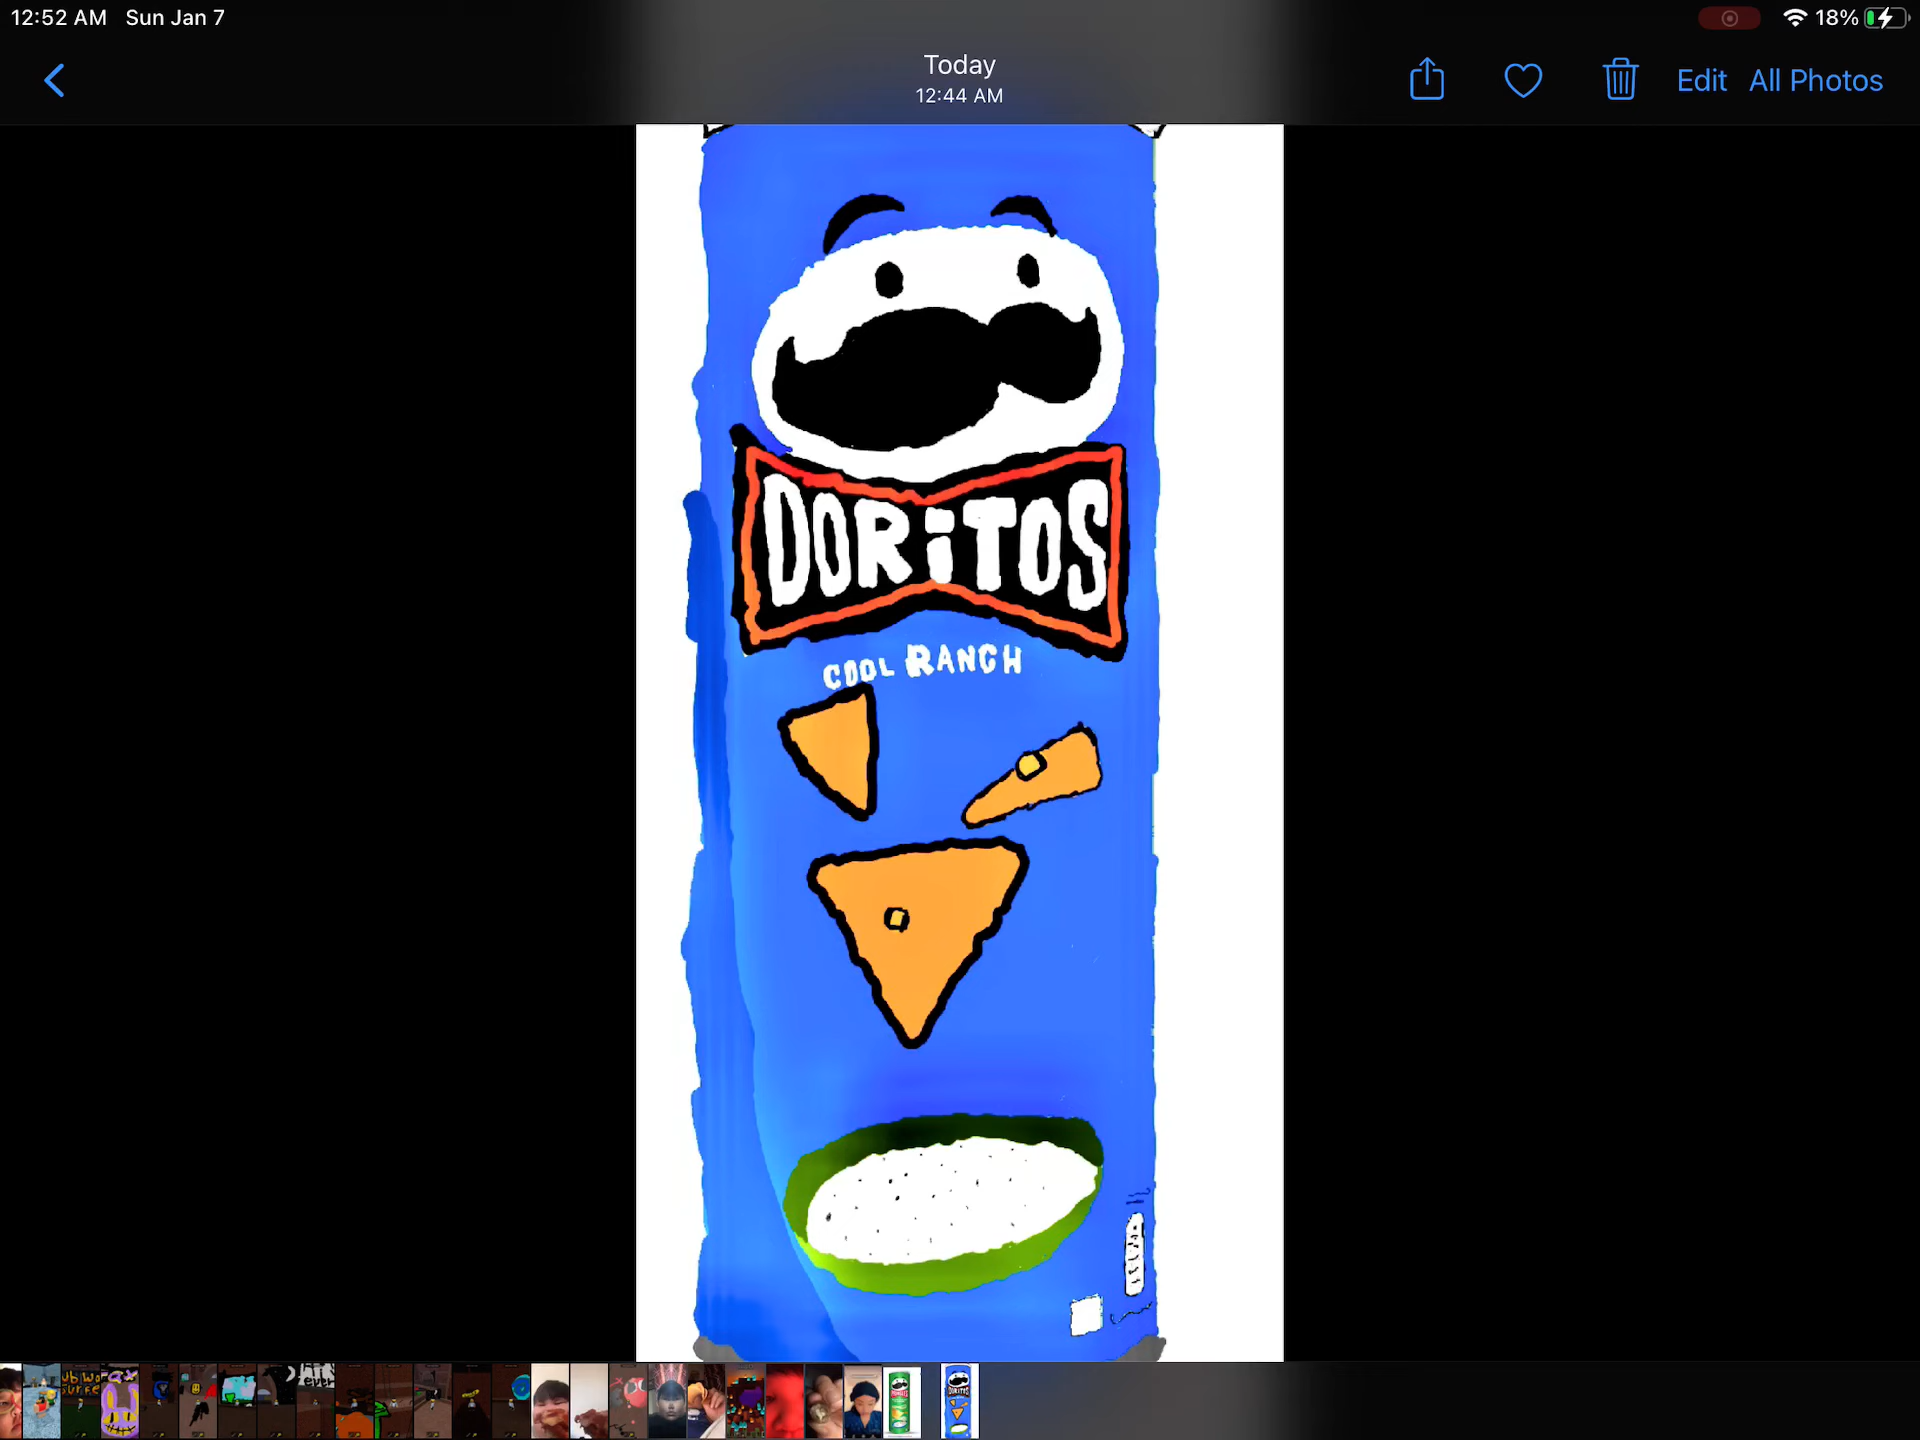 12:52 AM Sun Jan 7
18%
Today
12:44 AM
Edit All Photos
DORiTOS
COOL RANCH